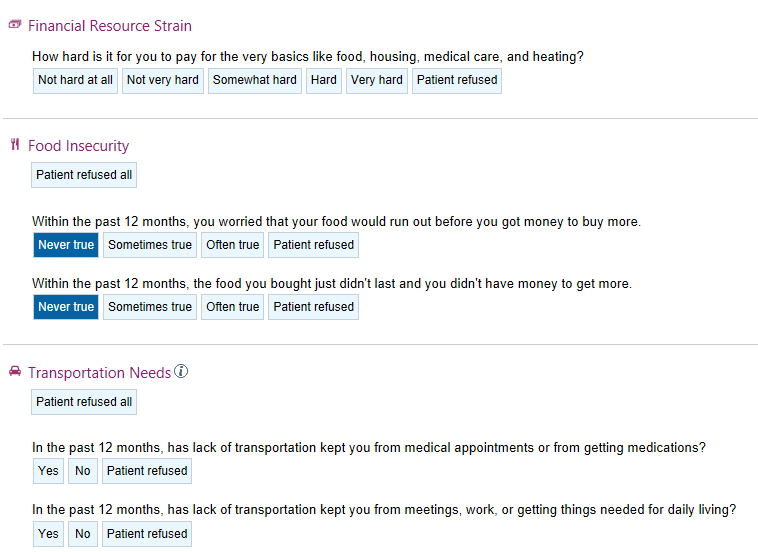 Financial Resource Strain
How hard is it for you to pay for the very basics like food, housing, medical care, and heating?
Not hard at all Not very hard Somewhat hard Hard Very hard Patient refused
Food Insecurity
Patient refused all
Within the past 12 months, you worried that your food would run out before you got money to buy more.
Never true Sometimes true Often true Patient refused
Within the past 12 months, the food you bought just didn't last and you didn't have money to get more.
Never true Sometimes true Often true Patient refused
Transportation Needs i
Patient refused all
In the past 12 months, has lack of transportation kept you from medical appointments or from getting medications?
Yes No Patient refused
In the past 12 months, has lack of transportation kept you from meetings, work, or getting things needed for daily living?
Yes No Patient refused